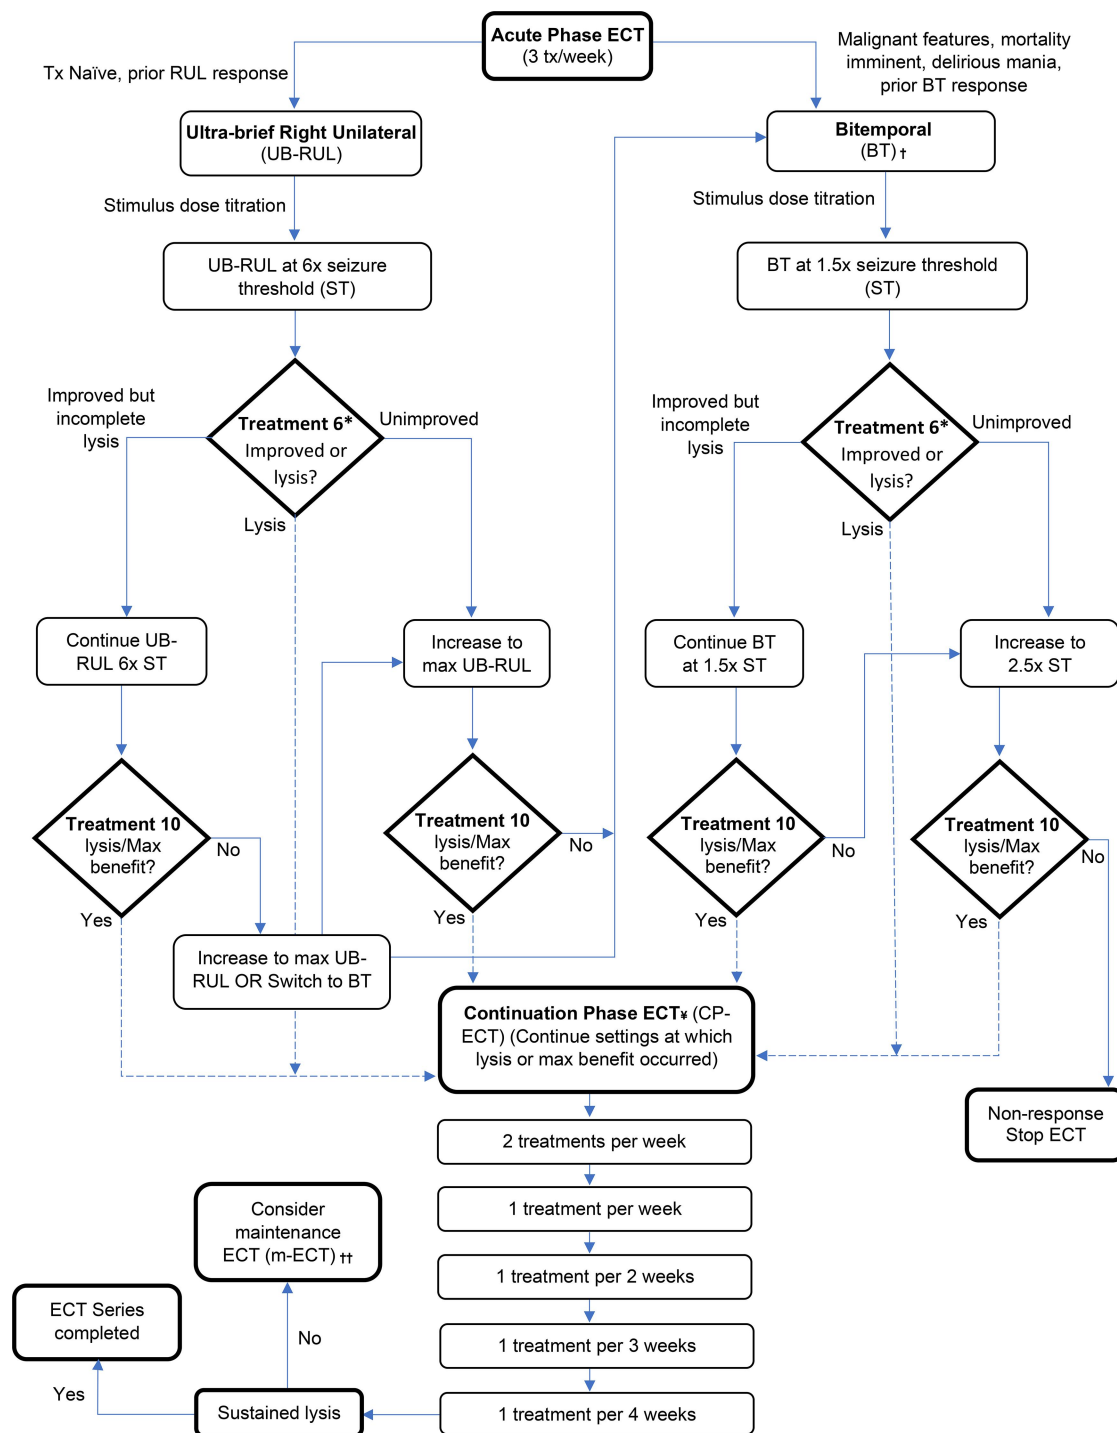 Acute Phase ECT
(3 tx/week)
Tx Naïve, prior RUL response
Malignant features, mortality
imminent, delirious mania,
prior BT response
Ultra-brief Right Unilateral
(UB-RUL)
Bitemporal
(BT) †
Stimulus dose titration
Stimulus dose titration
UB-RUL at 6x seizure
threshold (ST)
BT at 1.5x seizure threshold
(ST)
Improved but
incomplete
lysis
Treatment 6*
Improved or
lysis?
Unimproved
Lysis
Improved but
incomplete
lysis
Treatment 6*
Improved or
lysis?
Unimproved
Lysis
Continue UB-
RUL 6x ST
Increase to
max UB-RUL
Continue BT
at 1.5x ST
Increase to
2.5x ST
Treatment 10
lysis/Max
benefit?
No
Yes
Treatment 10
lysis/Max
benefit?
No
Yes
Treatment 10
lysis/Max
benefit?
No
Yes
Treatment 10
lysis/Max
benefit?
No
Yes
Increase to max UB-
RUL OR Switch to BT
Continuation Phase ECT¥ (CP-
ECT) (Continue settings at which
lysis or max benefit occurred)
Non-response
Stop ECT
2 treatments per week
1 treatment per week
1 treatment per 2 weeks
1 treatment per 3 weeks
1 treatment per 4 weeks
Consider
maintenance
ECT (m-ECT) ††
ECT Series
completed
No
Yes
Sustained lysis